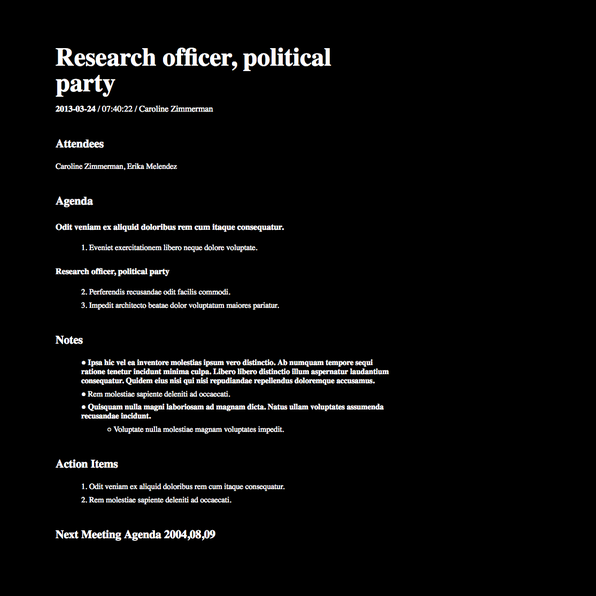 Research officer, political
party
2013-03-24 / 07:40:22 / Caroline Zimmerman
Attendees
Caroline Zimmerman, Erika Melendez
Agenda
Odit veniam ex aliquid doloribus rem cum itaque consequatur.
1. Eveniet exercitationem libero neque dolore voluptate.
Research officer, political party
2. Perferendis recusandae odit facilis commodi.
3. Impedit architecto beatae dolor voluptatum maiores pariatur.
Notes
● Ipsa hic vel ea inventore molestias ipsum vero distinctio. Ab numquam tempore sequi
ratione tenetur incidunt minima culpa. Libero libero distinctio illum aspernatur laudantium
consequatur. Quidem eius nisi qui nisi repudiandae repellendus doloremque accusamus.
● Rem molestiae sapiente deleniti ad occaecati.
● Quisquam nulla magni laboriosam ad magnam dicta. Natus ullam voluptates assumenda
recusandae incidunt.
○ Voluptate nulla molestiae magnam voluptates impedit.
Action Items
1. Odit veniam ex aliquid doloribus rem cum itaque consequatur.
2. Rem molestiae sapiente deleniti ad occaecati.
Next Meeting Agenda 2004,08,09